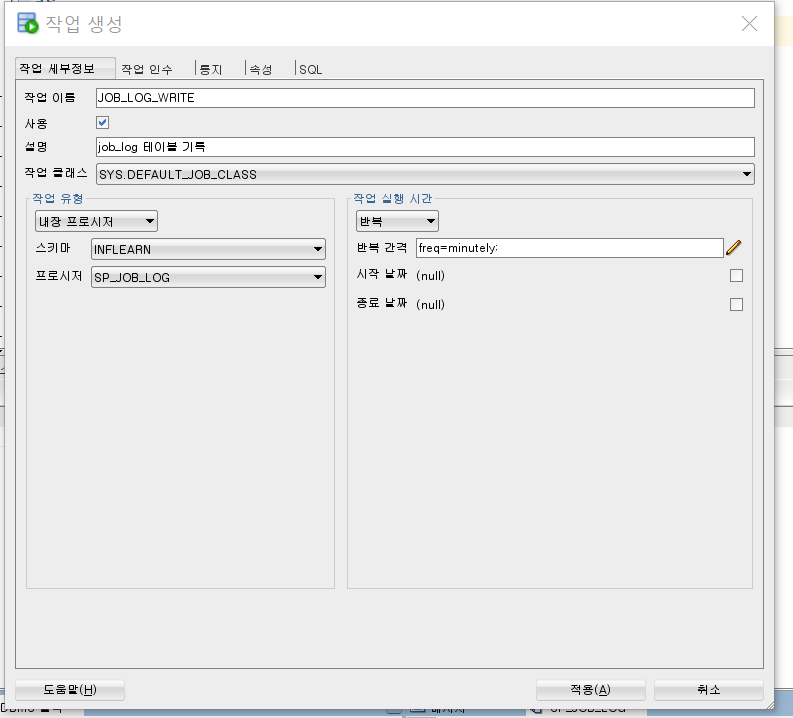 작업 생성
작업 세부정보 작업 인수 통지 속성 SQL
작업 이름 JOB_LOG_WRITE
사용
설명 job_log 테이블 기록
작업 클래스 SYS.DEFAULT_JOB_CLASS
작업 유형 작업 실행 시간
내장 프로시저 반복
스키마 INFLEARN 반복 간격 freq=minutely;
프로시저 SP_JOB_LOG 시작 날짜 (null)
종료 날짜 (null)
도움말(H) 적용(A) 취소
메시지 SP_JOB_LOG